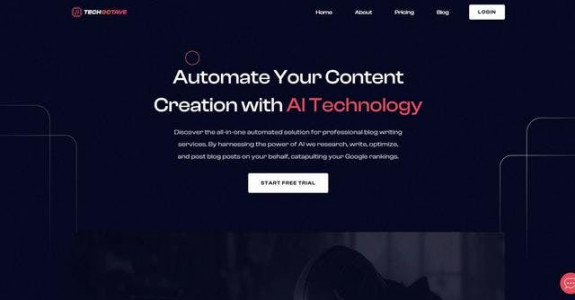 TECHOCTAVE
Home About Pricing Blog LOGIN
Automate Your Content
Creation with AI Technology
Discover the all-in-one automated solution for professional blog writing
services. By harnessing the power of AI we research, write, optimize,
and post blog posts on your behalf, catapulting your Google rankings.
START FREE TRIAL